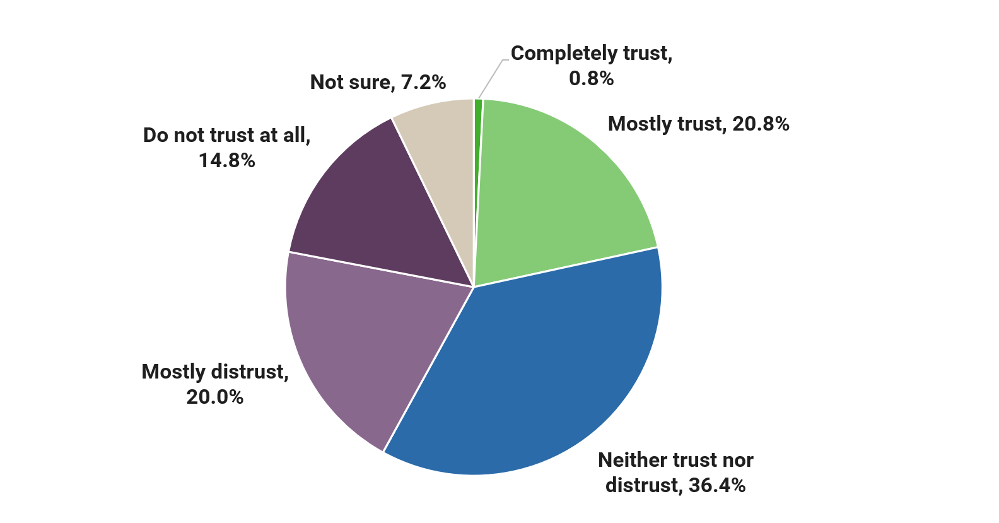 Completely trust,
0.8%
Not sure, 7.2%
Mostly trust, 20.8%
Do not trust at all,
14.8%
Mostly distrust,
20.0%
Neither trust nor
distrust, 36.4%